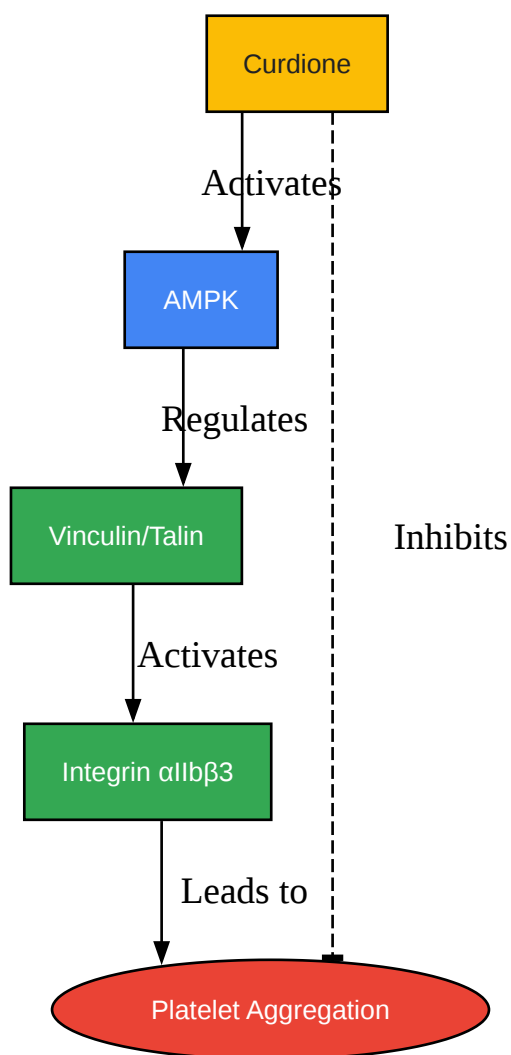 Curdione
Activates
AMPK
Regulates
Vinculin/Talin
Inhibits
Activates
Integrin αIIbβ3
Leads to
Platelet Aggregation